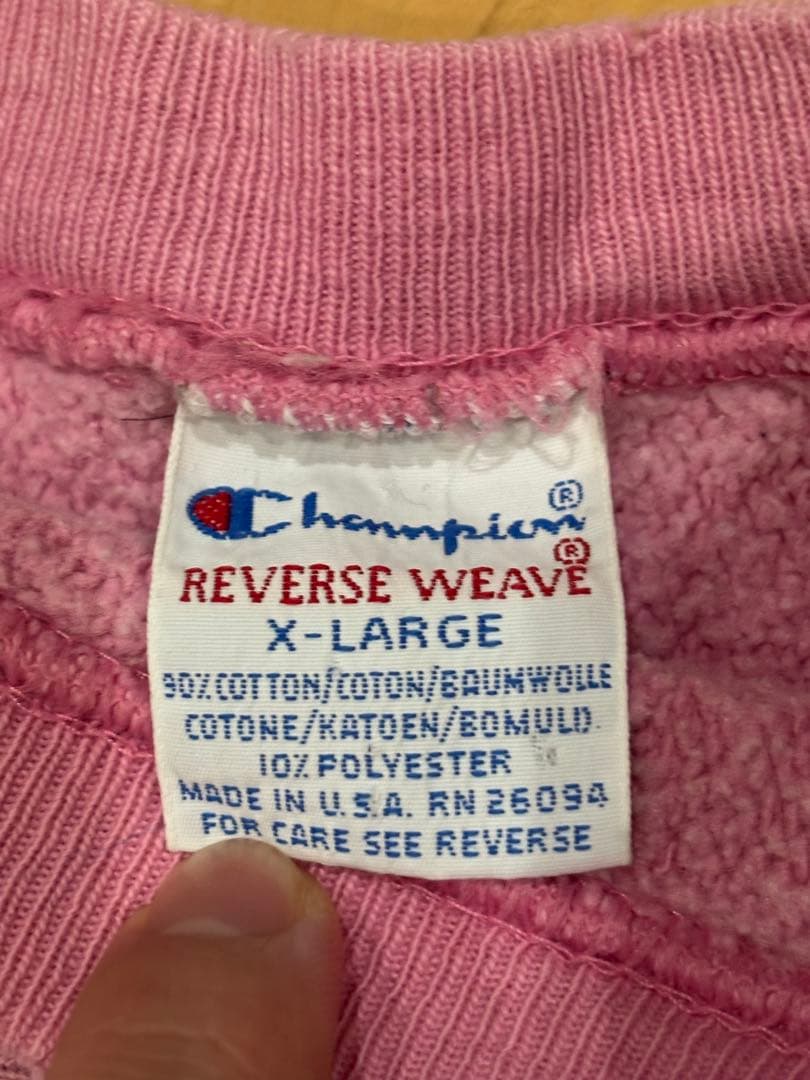 Champion®
REVERSE WEAVE®
X-LARGE
90% COTTON/COTON/BAUMWOLLE
COTONE/KATOEN/BOMULD
10% POLYESTER
MADE IN U.S.A. RN 26094
FOR CARE SEE REVERSE